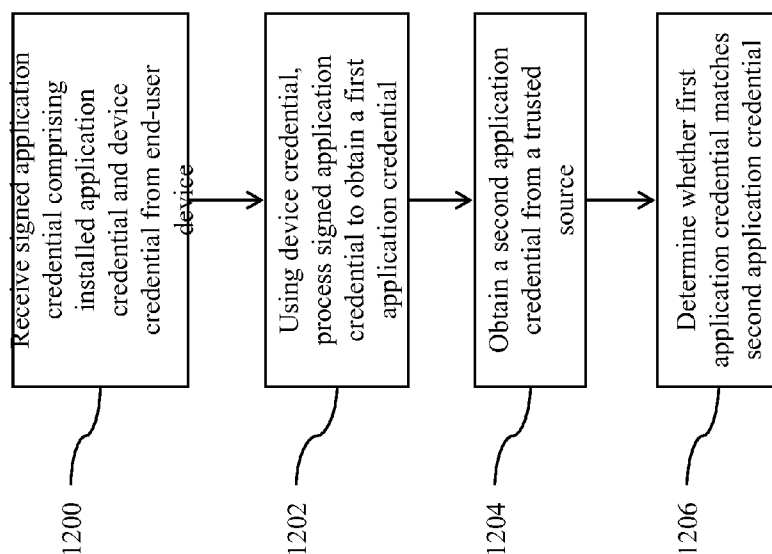 1200
Receive signed application
credential comprising
installed application
credential and device
credential from end-user
device
1202
Using device credential,
process signed application
credential to obtain a first
application credential
1204
Obtain a second application
credential from a trusted
source
1206
Determine whether first
application credential matches
second application credential